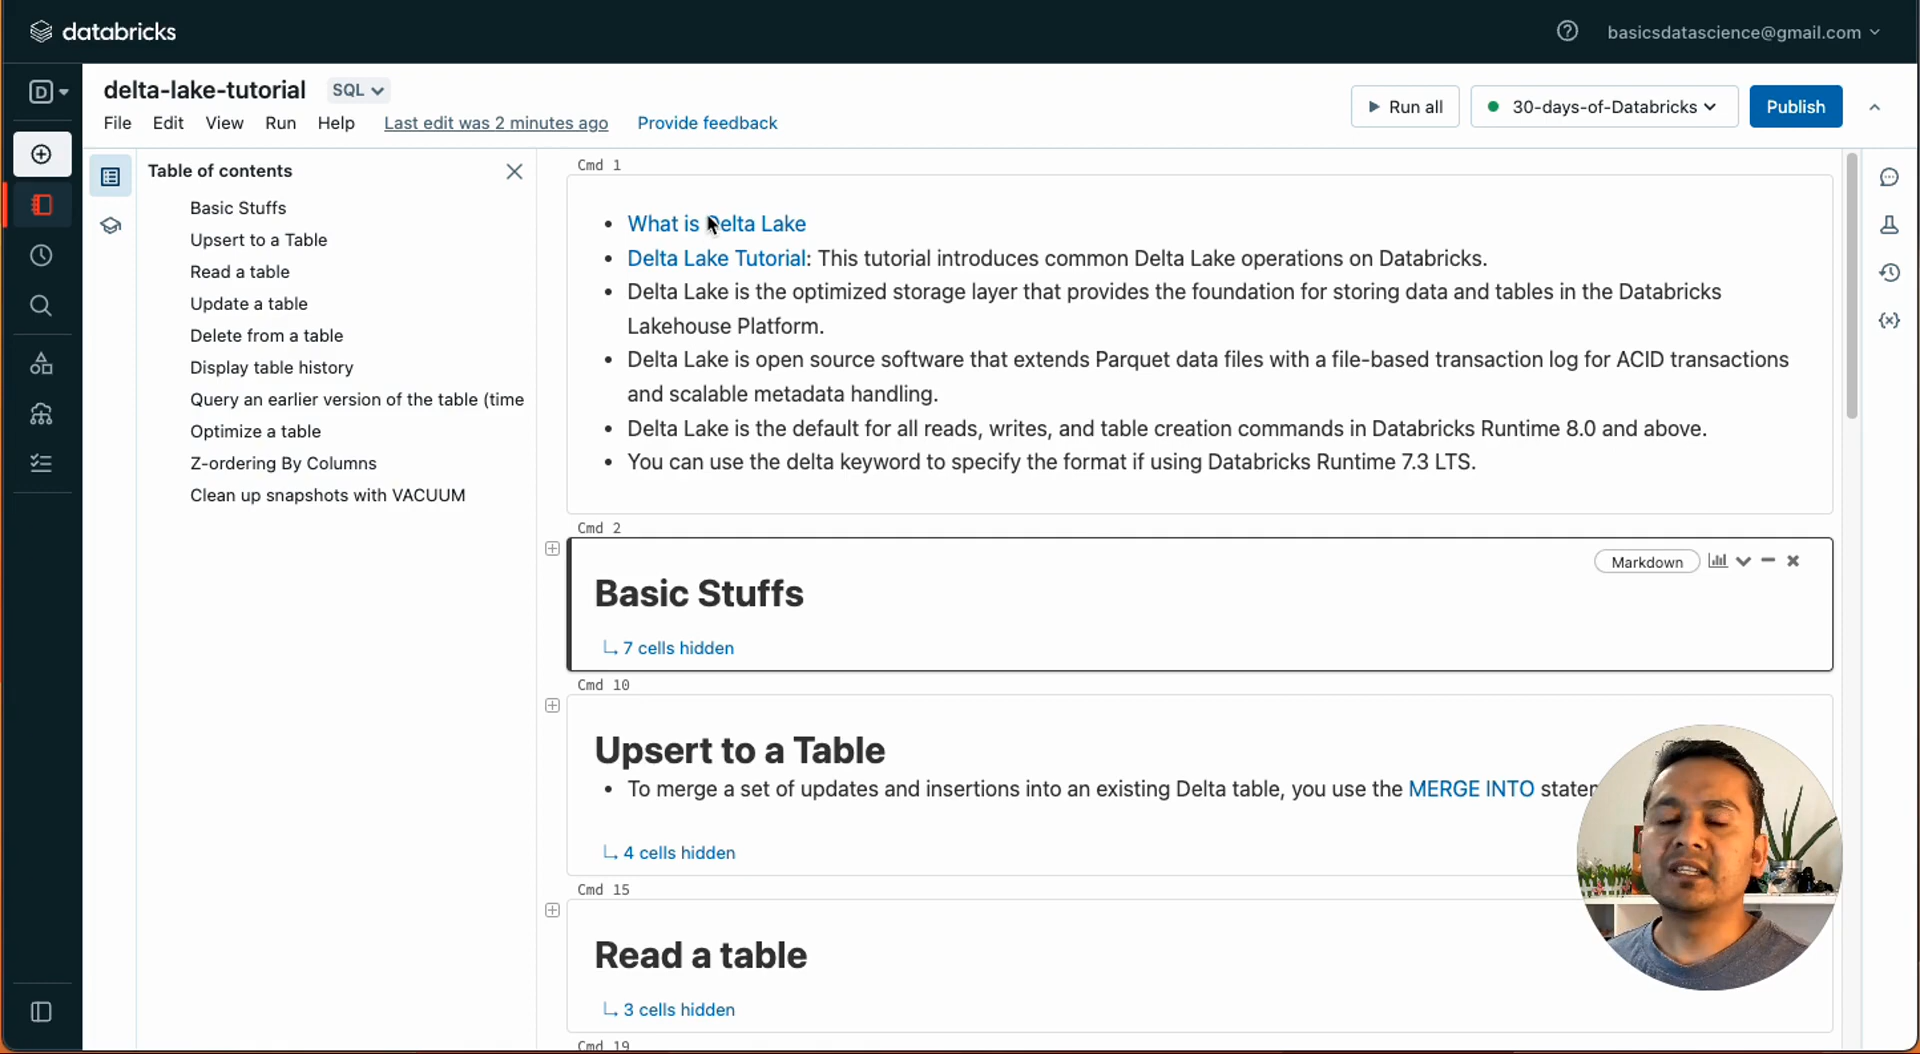 databricks
basicsdatascience@gmail.com
D
delta-lake-tutorial
SQL
File Edit View Run Help Last edit was 2 minutes ago Provide feedback
Run all
30-days-of-Databricks
Publish
Table of contents
Basic Stuffs
Upsert to a Table
Read a table
Update a table
Delete from a table
Display table history
Query an earlier version of the table (time
Optimize a table
Z-ordering By Columns
Clean up snapshots with VACUUM
Cmd 1
• What is Delta Lake
• Delta Lake Tutorial: This tutorial introduces common Delta Lake operations on Databricks.
• Delta Lake is the optimized storage layer that provides the foundation for storing data and tables in the Databricks
Lakehouse Platform.
• Delta Lake is open source software that extends Parquet data files with a file-based transaction log for ACID transactions
and scalable metadata handling.
• Delta Lake is the default for all reads, writes, and table creation commands in Databricks Runtime 8.0 and above.
• You can use the delta keyword to specify the format if using Databricks Runtime 7.3 LTS.
Cmd 2
Markdown
Basic Stuffs
7 cells hidden
Cmd 10
Upsert to a Table
• To merge a set of updates and insertions into an existing Delta table, you use the MERGE INTO
4 cells hidden
Cmd 15
Read a table
3 cells hidden
Cmd 19